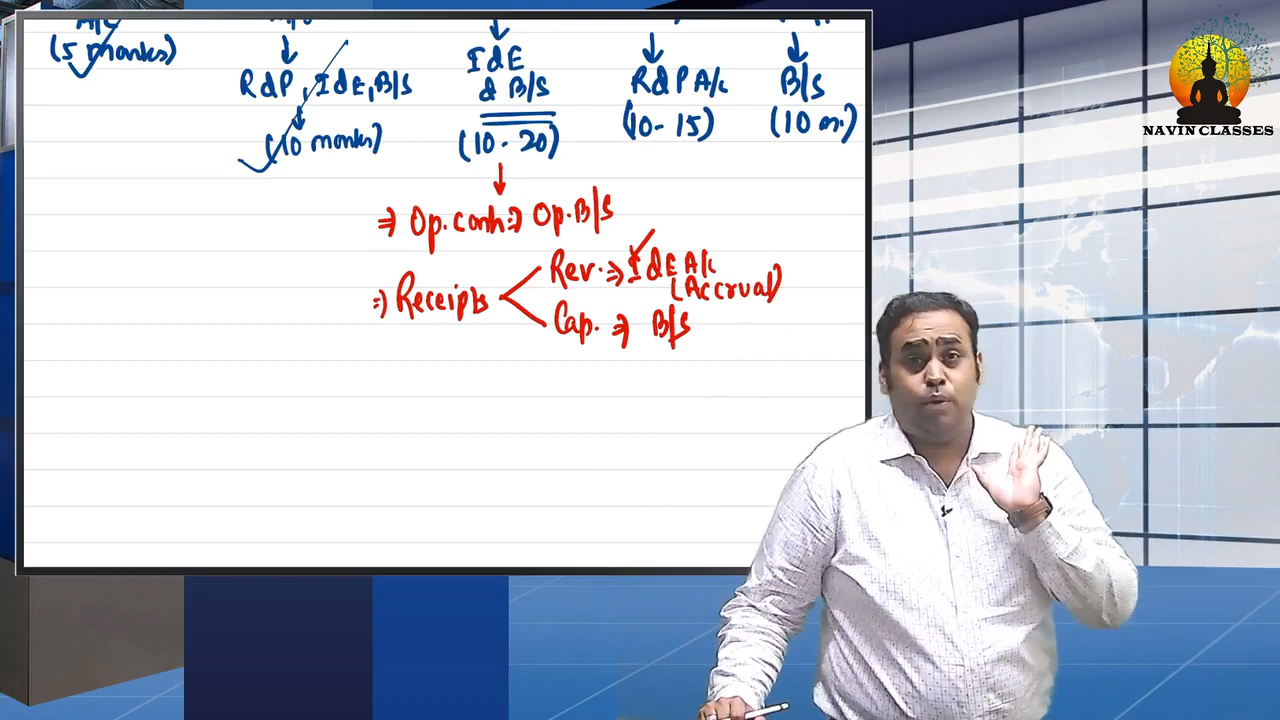 A/C
(5 marks)
R & P, I & E, B/S
(10 marks)
I & E
& B/S
(10 - 20)
R & P A/c
(10 - 15)
B/S
(10 m.)
⇒ Op. cash ⇒ Op. B/S
⇒ Receipts
Rev. ⇒ I & E A/c
(Accrual)
Cap. ⇒ B/S
NAVIN CLASSES